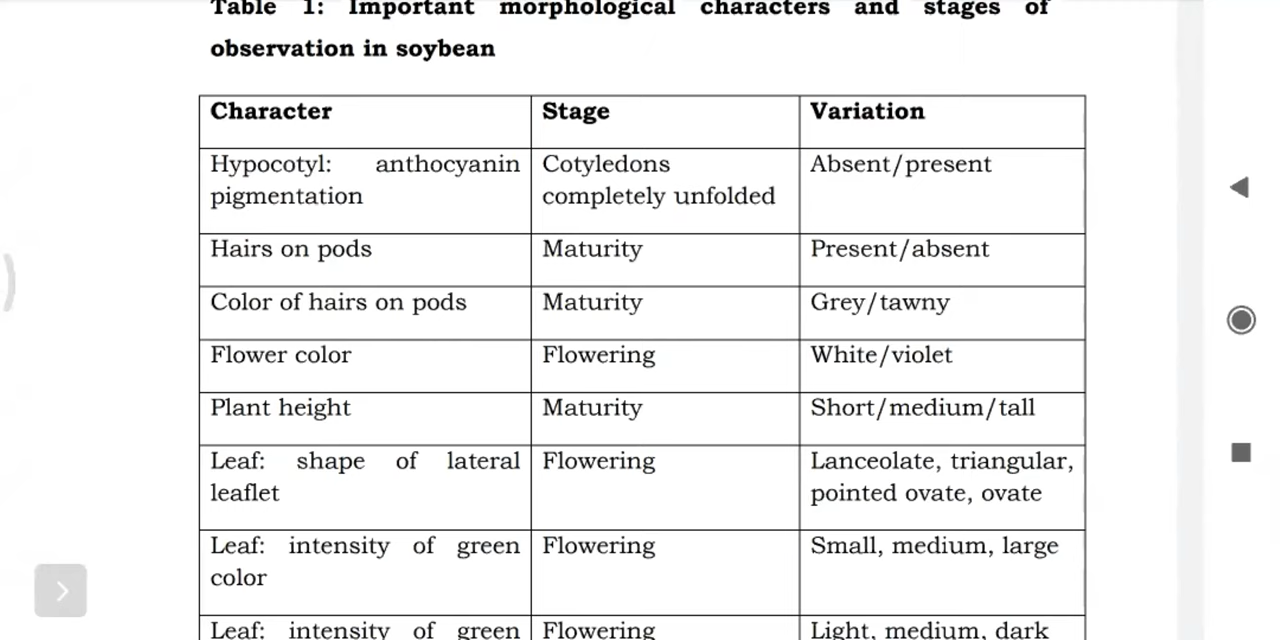 Table 1: Important morphological characters and stages of
observation in soybean
Character Stage Variation
Hypocotyl: anthocyanin Cotyledons Absent/present
pigmentation completely unfolded
Hairs on pods Maturity Present/absent
Color of hairs on pods Maturity Grey/tawny
Flower color Flowering White/violet
Plant height Maturity Short/medium/tall
Leaf: shape of lateral Flowering Lanceolate, triangular,
leaflet pointed ovate, ovate
Leaf: intensity of green Flowering Small, medium, large
color
Leaf: intensity of green Flowering Light, medium, dark